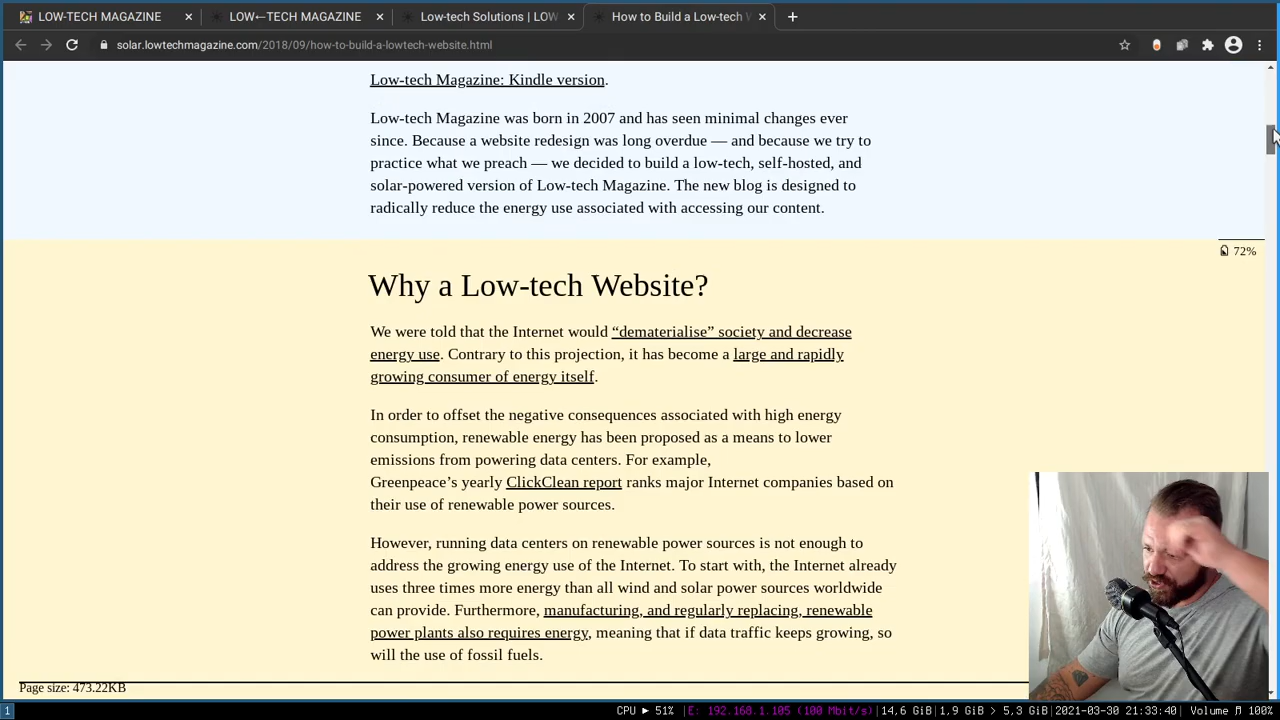 LOW-TECH MAGAZINE
LOW←TECH MAGAZINE
Low-tech Solutions | LOW
How to Build a Low-tech W
solar.lowtechmagazine.com/2018/09/how-to-build-a-lowtech-website.html
Low-tech Magazine: Kindle version.
Low-tech Magazine was born in 2007 and has seen minimal changes ever
since. Because a website redesign was long overdue — and because we try to
practice what we preach — we decided to build a low-tech, self-hosted, and
solar-powered version of Low-tech Magazine. The new blog is designed to
radically reduce the energy use associated with accessing our content.
72%
Why a Low-tech Website?
We were told that the Internet would “dematerialise” society and decrease
energy use. Contrary to this projection, it has become a large and rapidly
growing consumer of energy itself.
In order to offset the negative consequences associated with high energy
consumption, renewable energy has been proposed as a means to lower
emissions from powering data centers. For example,
Greenpeace’s yearly ClickClean report ranks major Internet companies based on
their use of renewable power sources.
However, running data centers on renewable power sources is not enough to
address the growing energy use of the Internet. To start with, the Internet already
uses three times more energy than all wind and solar power sources worldwide
can provide. Furthermore, manufacturing, and regularly replacing, renewable
power plants also requires energy, meaning that if data traffic keeps growing, so
will the use of fossil fuels.
Page size: 473.22KB
1 CPU ► 51% |E: 192.168.1.105 (100 Mbit/s)|14,6 GiB|1,9 GiB > 5,3 GiB|2021-03-30 21:33:40| Volume ♬ 100%